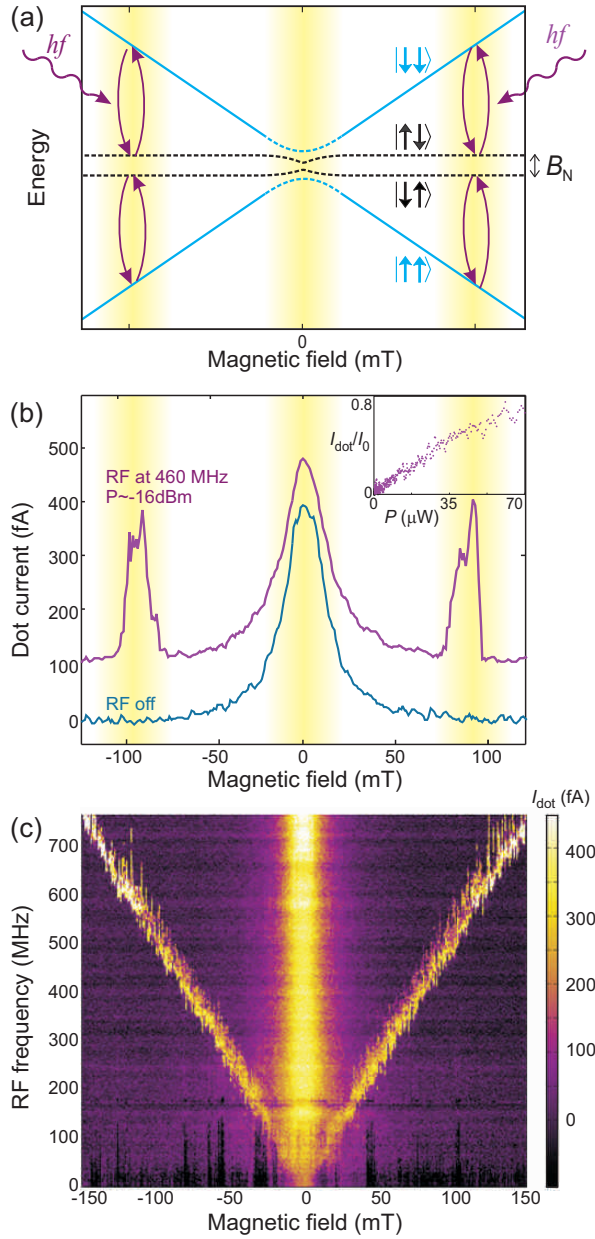 (a)
hf
hf
|↓↓⟩
|↑↓⟩
|↓↑⟩
|↑↑⟩
B_N
Energy
0
Magnetic field (mT)
(b)
500
400
300
200
100
0
Dot current (fA)
RF at 460 MHz
P~-16dBm
RF off
0.8
I_dot/I_0
0
0 35 70
P (μW)
-100 -50 0 50 100
Magnetic field (mT)
(c)
I_dot (fA)
700
600
500
400
300
200
100
0
RF frequency (MHz)
400
300
200
100
0
-150 -100 -50 0 50 100 150
Magnetic field (mT)